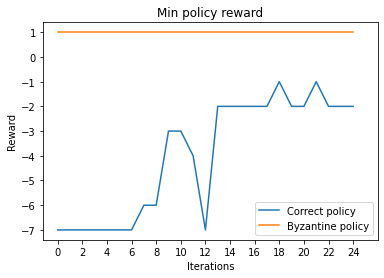 Min policy reward
1
0
−1
−2
−3
−4
−5
−6
−7
Reward
0 2 4 6 8 10 12 14 16 18 20 22 24
Iterations
Correct policy
Byzantine policy